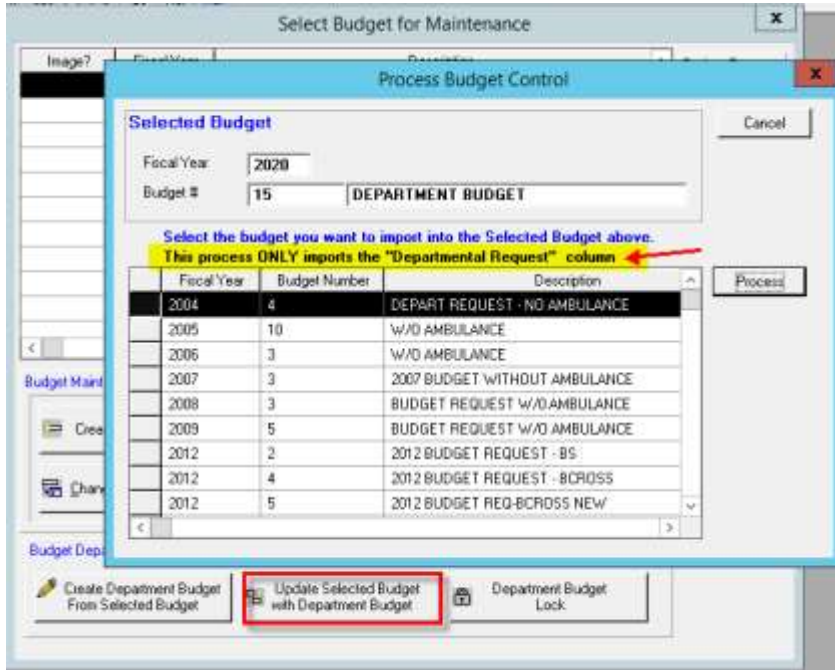 Select Budget for Maintenance
x
Image?
Process Budget Control
x
Selected Budget
Cancel
Fiscal Year 2020
Budget # 15 DEPARTMENT BUDGET
Select the budget you want to import into the Selected Budget above.
This process ONLY imports the "Departmental Request" column
Fiscal Year Budget Number Description
Process
2004 4 DEPART REQUEST - NO AMBULANCE
2005 10 W/O AMBULANCE
2006 3 W/O AMBULANCE
2007 3 2007 BUDGET WITHOUT AMBULANCE
2008 3 BUDGET REQUEST W/O AMBULANCE
2009 5 BUDGET REQUEST W/O AMBULANCE
2012 2 2012 BUDGET REQUEST - BS
2012 4 2012 BUDGET REQUEST - BCROSS
2012 5 2012 BUDGET REQ-BCROSS NEW
Budget Maint
Crea
Chan
Budget Depa
Create Department Budget
From Selected Budget
Update Selected Budget
with Department Budget
Department Budget
Lock